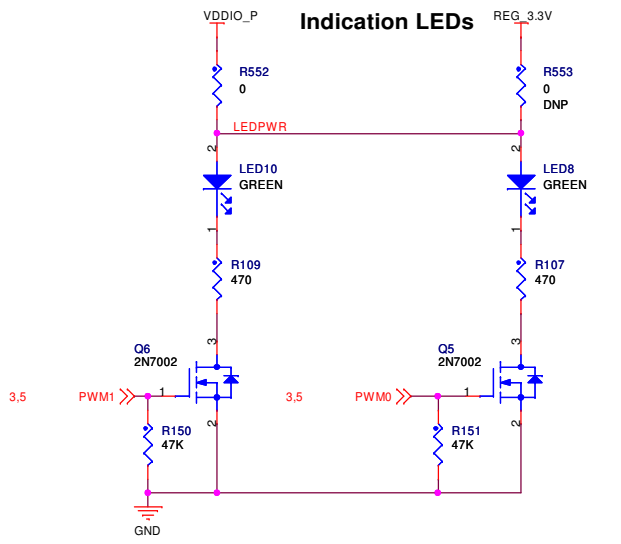 VDDIO_P
Indication LEDs
REG_3.3V
R552
0
R553
0
DNP
LEDPWR
2
2
LED10
GREEN
LED8
GREEN
1
1
R109
470
R107
470
3
3
Q6
2N7002
Q5
2N7002
3,5
PWM1
1
3,5
PWM0
1
2
2
R150
47K
R151
47K
GND